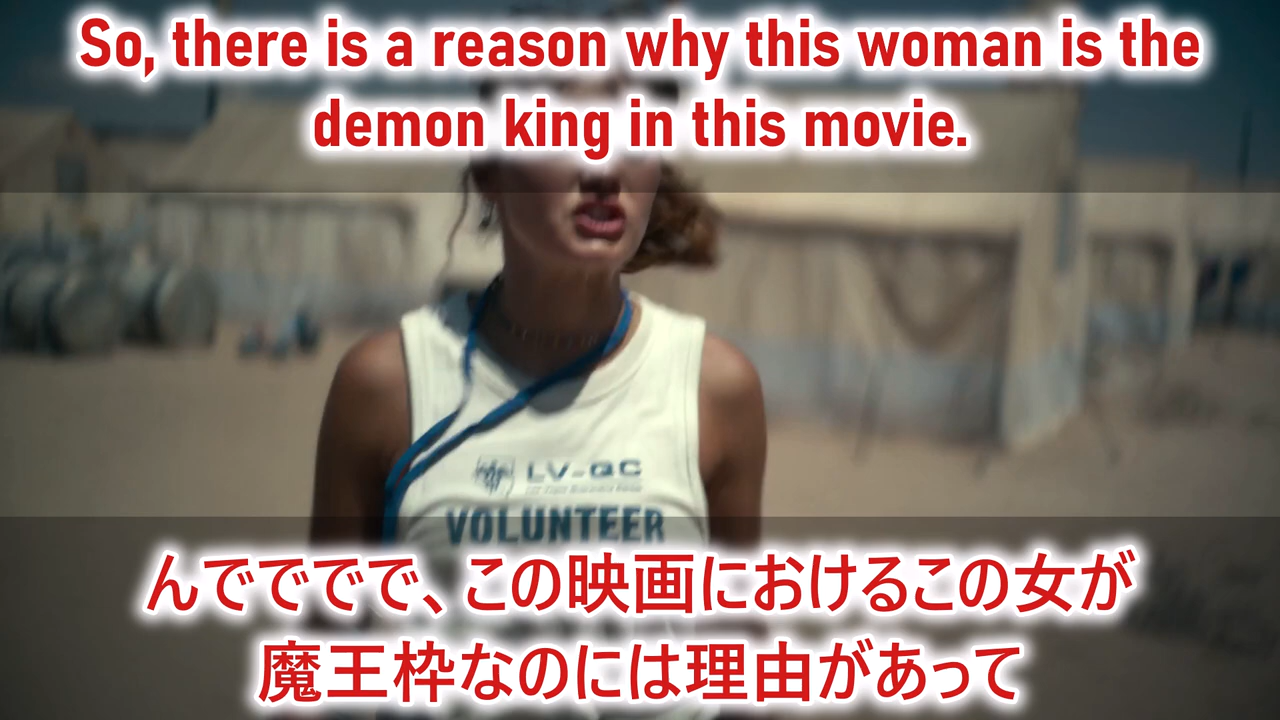 So, there is a reason why this woman is the
demon king in this movie.
LV-QC
VOLUNTEER
んででででで、この映画におけるこの女が
魔王枠なのには理由があって